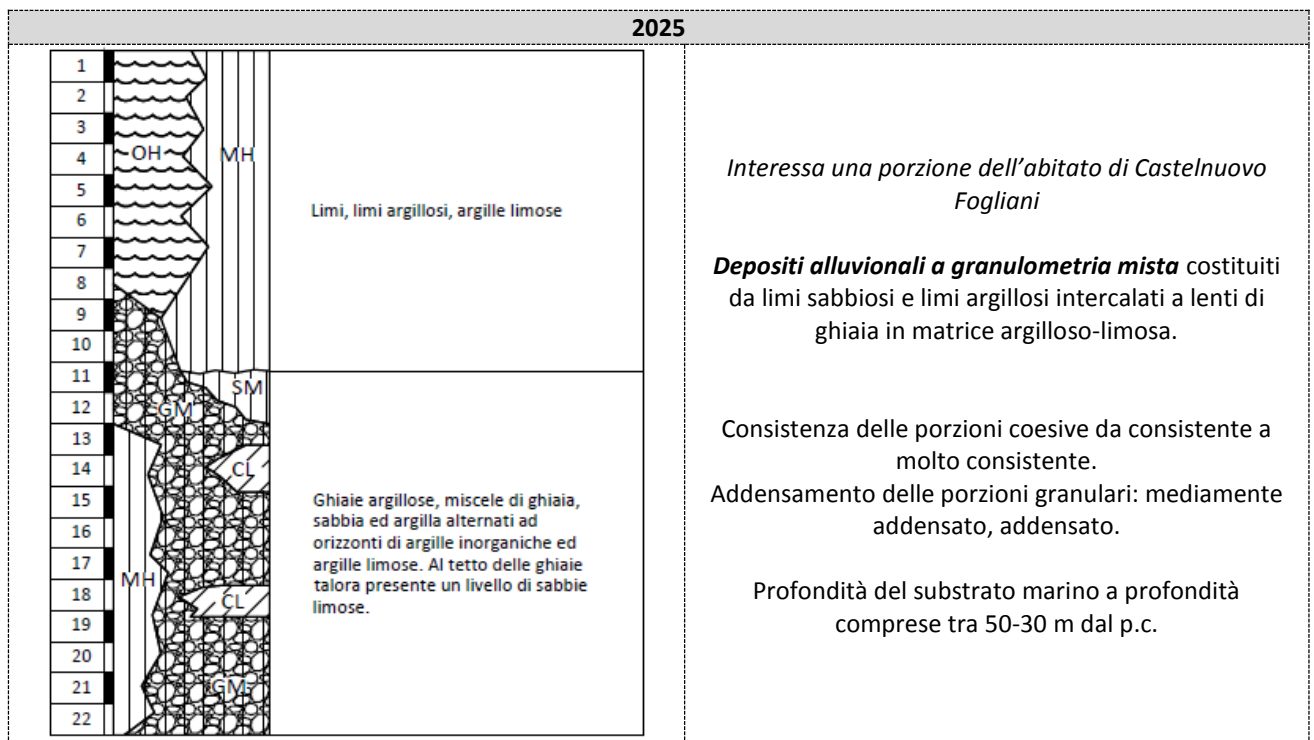 2025
1
2
3
4
5
6
7
8
9
10
11
12
13
14
15
16
17
18
19
20
21
22
OH
MH
SM
GM
CL
MH
CL
GM
Limi, limi argillosi, argille limose
Ghiaie argillose, miscele di ghiaia,
sabbia ed argilla alternati ad
orizzonti di argille inorganiche ed
argille limose. Al tetto delle ghiaie
talora presente un livello di sabbie
limose.
Interessa una porzione dell'abitato di Castelnuovo
Fogliani
Depositi alluvionali a granulometria mista costituiti
da limi sabbiosi e limi argillosi intercalati a lenti di
ghiaia in matrice argilloso-limosa.
Consistenza delle porzioni coesive da consistente a
molto consistente.
Addensamento delle porzioni granulari: mediamente
addensato, addensato.
Profondità del substrato marino a profondità
comprese tra 50-30 m dal p.c.